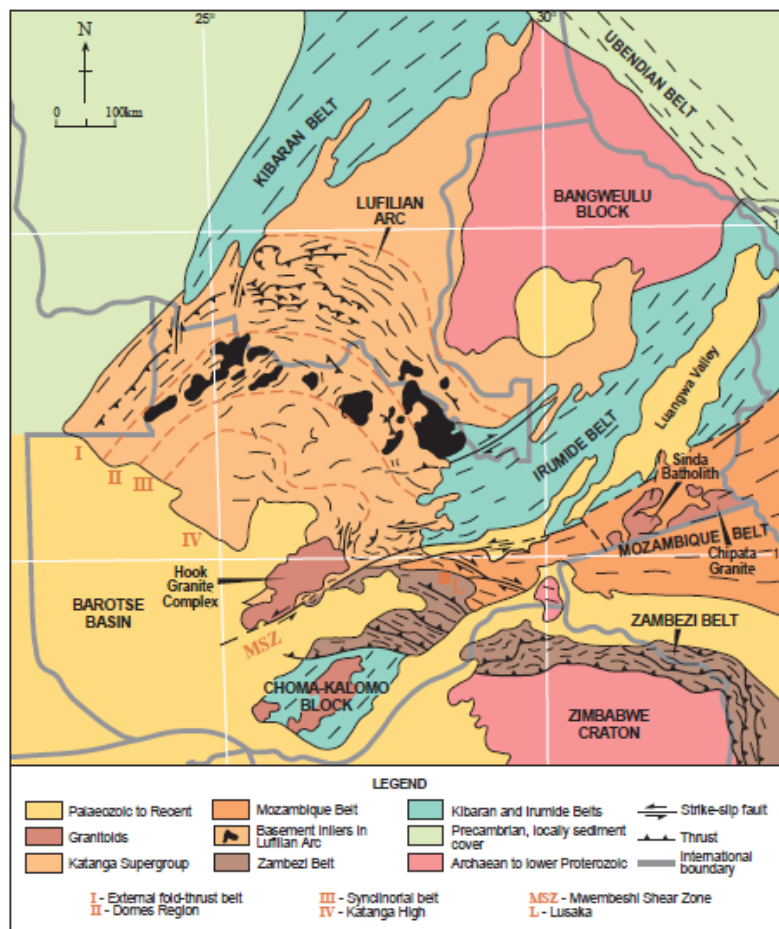 25°
30°
N
0 100km
UBENDIAN BELT
KIBARAN BELT
LUFILIAN
ARC
BANGWEULU
BLOCK
1
Luangwa Valley
IRUMIDE BELT
I
II
III
IV
Sinda
Batholith
MOZAMBIQUE BELT
Chipata
Granite
1
Hook
Granite
Complex
L
BAROTSE
BASIN
MSZ
ZAMBEZI BELT
CHOMA-KALOMO
BLOCK
ZIMBABWE
CRATON
LEGEND
Palaeozoic to Recent
Granitoids
Katanga Supergroup
Mozambique Belt
Basement Inliers in
Lufilian Arc
Zambezi Belt
Kibaran and Irumide Belts
Precambrian, locally sediment
cover
Archaean to lower Proterozoic
Strike-slip fault
Thrust
International
boundary
I - External fold-thrust belt
II - Domes Region
III - Synclinorial belt
IV - Katanga High
MSZ - Mwembeshi Shear Zone
L - Lusaka